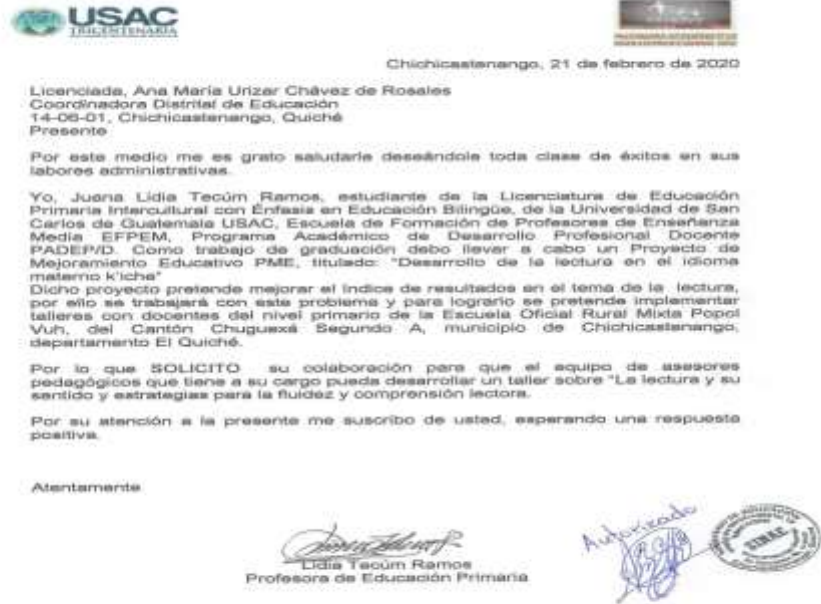 USAC
TRICENTENARIA
Chichicastenango, 21 de febrero de 2020
Licenciada, Ana María Urizar Chávez de Rosales
Coordinadora Distrital de Educación
14-06-01, Chichicastenango, Quiché
Presente
Por este medio me es grato saludarle deseándole toda clase de éxitos en sus
labores administrativas.
Yo, Juana Lidia Tecúm Ramos, estudiante de la Licenciatura de Educación
Primaria Intercultural con Énfasis en Educación Bilingüe, de la Universidad de San
Carlos de Guatemala USAC, Escuela de Formación de Profesores de Enseñanza
Media EFPEM, Programa Académico de Desarrollo Profesional Docente
PADEP/D. Como trabajo de graduación debo llevar a cabo un Proyecto de
Mejoramiento Educativo PME, titulado: "Desarrollo de la lectura en el idioma
materno k'iche"
Dicho proyecto pretende mejorar el índice de resultados en el tema de la lectura,
por ello se trabajará con este problema y para lograrlo se pretende implementar
talleres con docentes del nivel primario de la Escuela Oficial Rural Mixta Popol
Vuh, del Cantón Chuguexá Segundo A, municipio de Chichicastenango,
departamento El Quiché.
Por lo que SOLICITO su colaboración para que el equipo de asesores
pedagógicos que tiene a su cargo pueda desarrollar un taller sobre "La lectura y su
sentido y estrategias para la fluidez y comprensión lectora.
Por su atención a la presente me suscribo de usted, esperando una respuesta
positiva.
Atentamente
Autorizado
Lidia Tecúm Ramos
Profesora de Educación Primaria